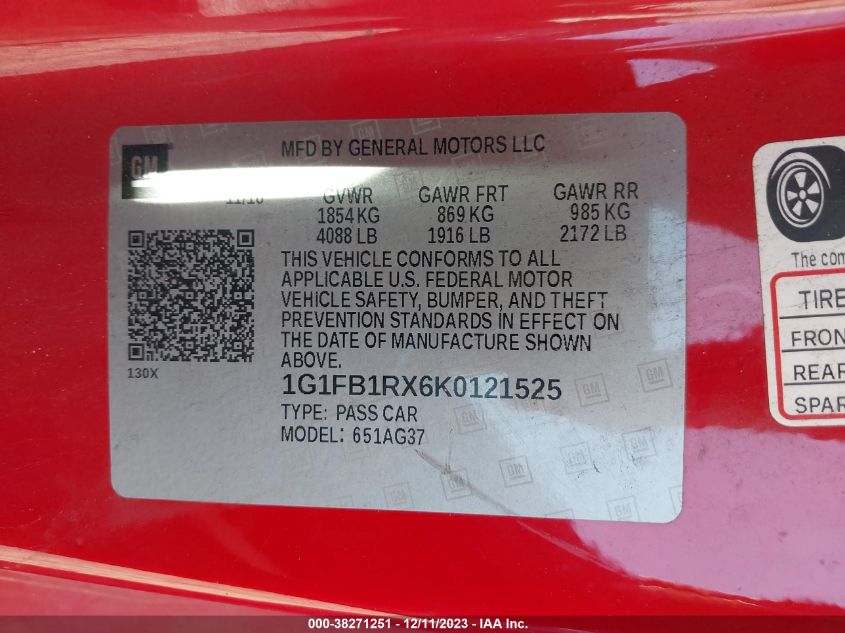 GM
MFD BY GENERAL MOTORS LLC
GVWR GAWR FRT GAWR RR
1854 KG 869 KG 985 KG
4088 LB 1916 LB 2172 LB
THIS VEHICLE CONFORMS TO ALL
APPLICABLE U.S. FEDERAL MOTOR
VEHICLE SAFETY, BUMPER, AND THEFT
PREVENTION STANDARDS IN EFFECT ON
THE DATE OF MANUFACTURE SHOWN
ABOVE.
130X
1G1FB1RX6K0121525
TYPE: PASS CAR
MODEL: 651AG37
The com
TIRE
FRON
REAR
SPAR
000-38271251 - 12/11/2023 - IAA Inc.